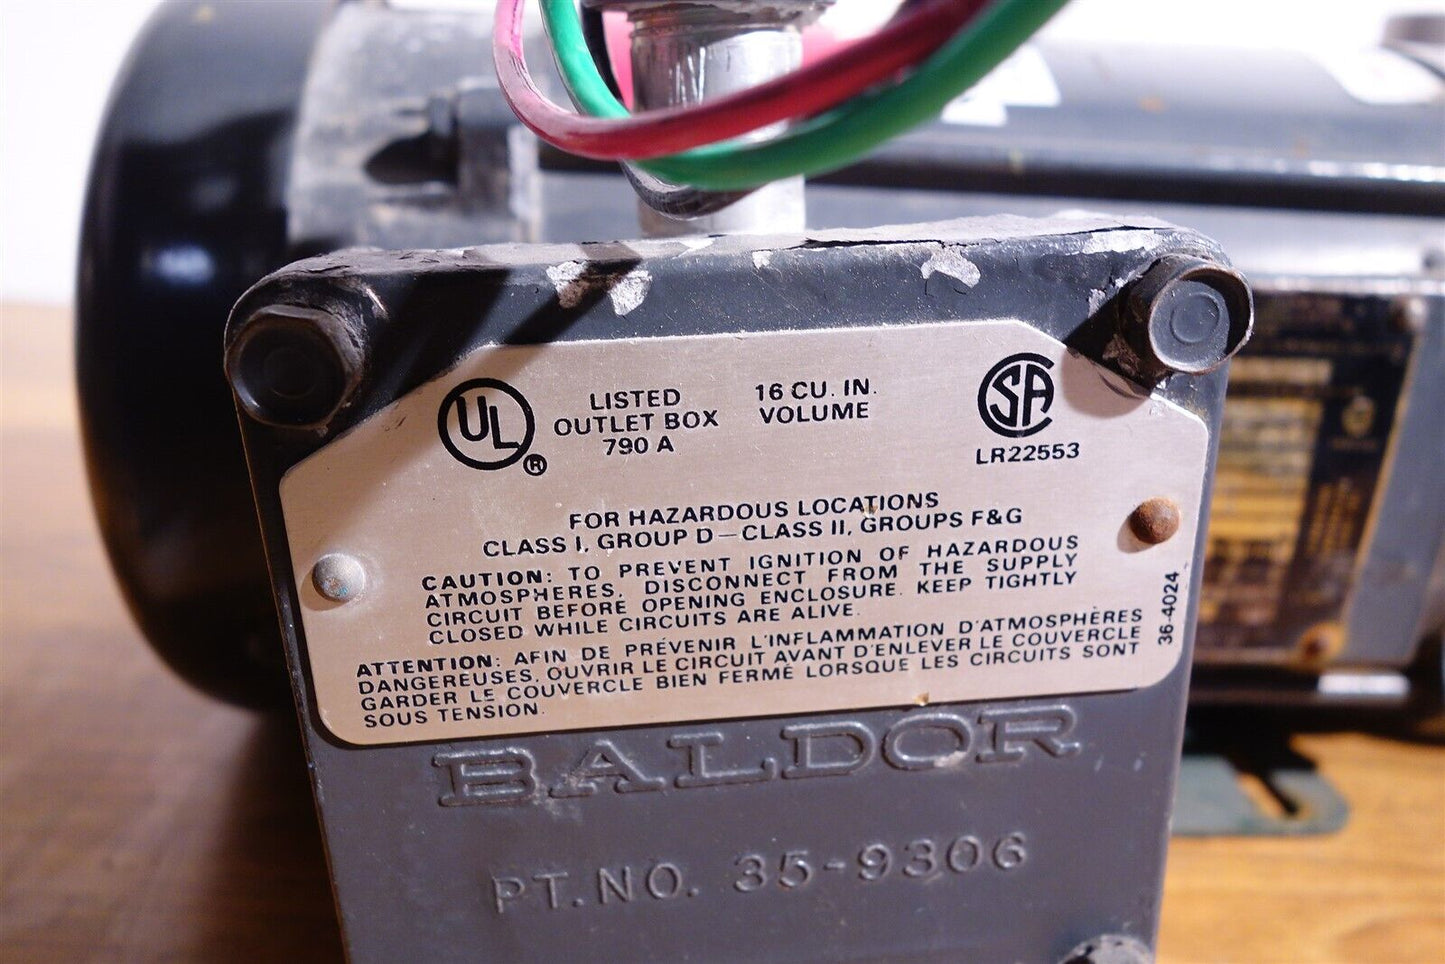 UL
®
LISTED
OUTLET BOX
790 A
16 CU. IN.
VOLUME
SA
LR22553
FOR HAZARDOUS LOCATIONS
CLASS I, GROUP D—CLASS II, GROUPS F&G
CAUTION: TO PREVENT IGNITION OF HAZARDOUS
ATMOSPHERES, DISCONNECT FROM THE SUPPLY
CIRCUIT BEFORE OPENING ENCLOSURE. KEEP TIGHTLY
CLOSED WHILE CIRCUITS ARE ALIVE.
ATTENTION: AFIN DE PRÉVENIR L'INFLAMMATION D'ATMOSPHÈRES
DANGEREUSES, OUVRIR LE CIRCUIT AVANT D'ENLEVER LE COUVERCLE
GARDER LE COUVERCLE BIEN FERMÉ LORSQUE LES CIRCUITS SONT
SOUS TENSION.
36-4024
BALDOR
PT. NO. 35-9306